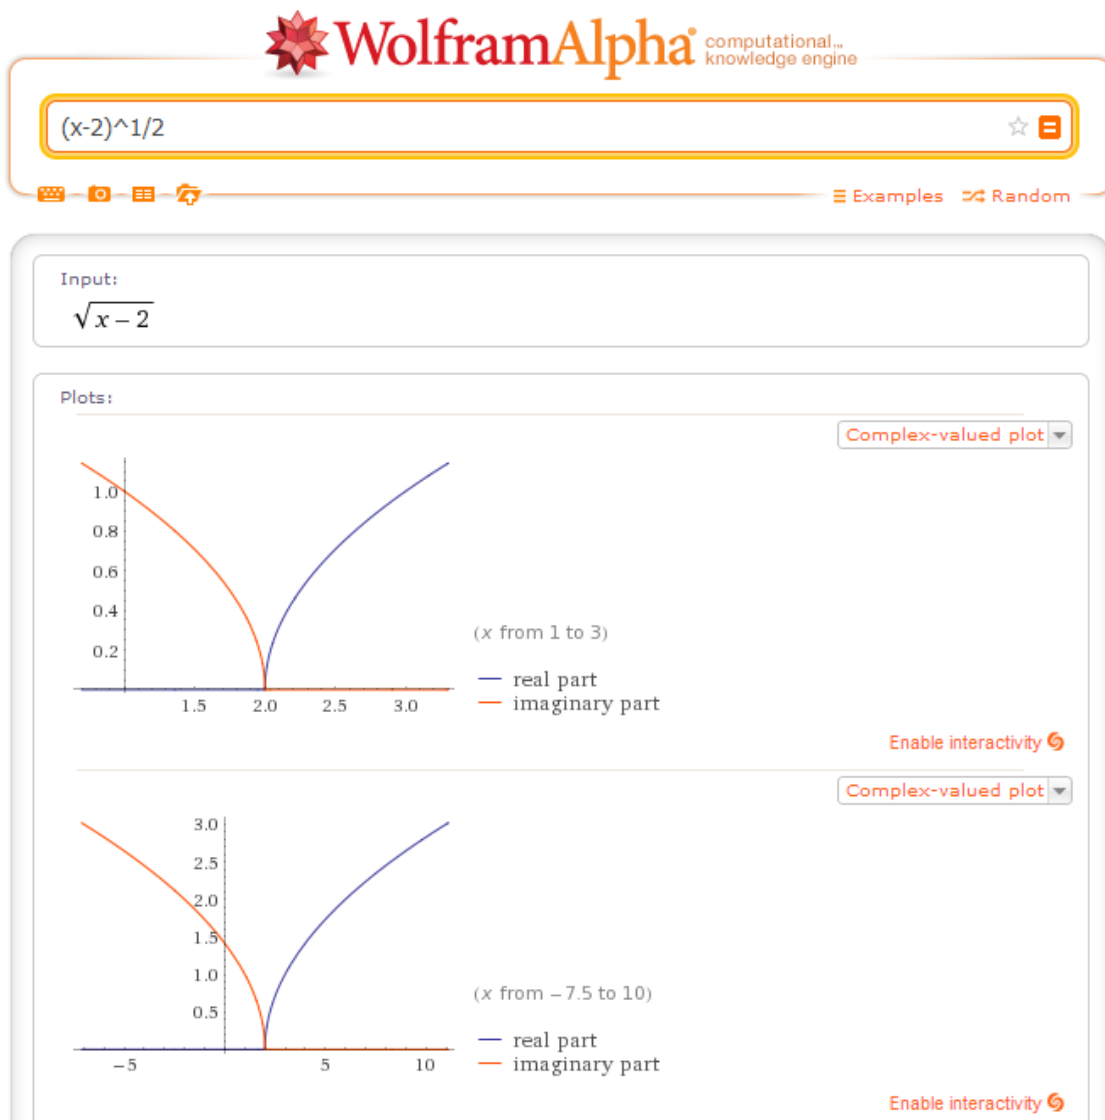 WolframAlpha computational... knowledge engine
(x-2)^1/2
Examples Random
Input:
√x − 2
Plots:
Complex-valued plot
1.0
0.8
0.6
0.4
0.2
1.5 2.0 2.5 3.0
(x from 1 to 3)
real part
imaginary part
Enable interactivity
Complex-valued plot
3.0
2.5
2.0
1.5
1.0
0.5
−5 5 10
(x from −7.5 to 10)
real part
imaginary part
Enable interactivity